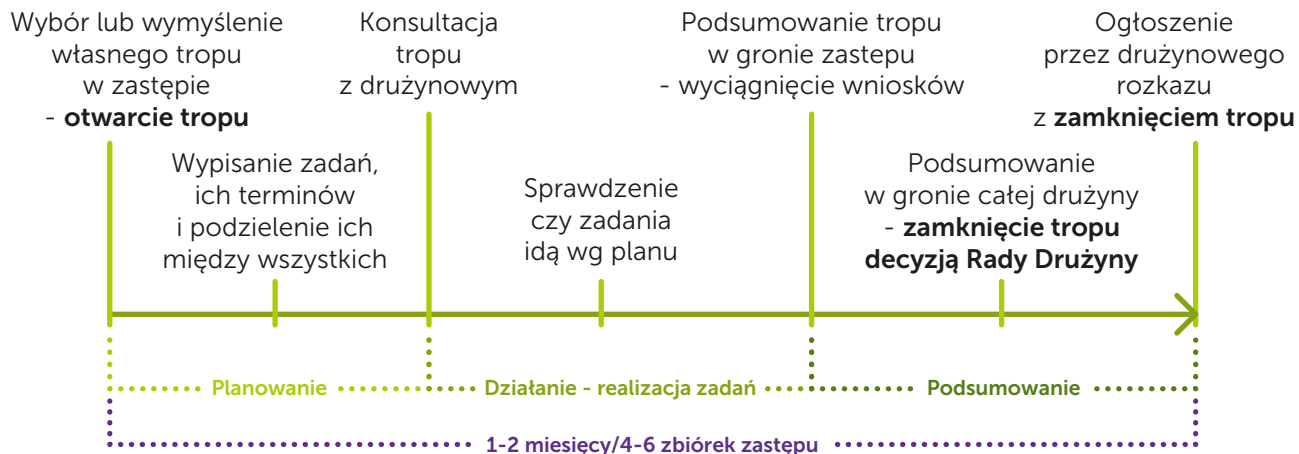 Wybór lub wymyślenie
własnego tropu
w zastępie
- otwarcie tropu
Wypisanie zadań,
ich terminów
i podzielenie ich
między wszystkich
Konsultacja
tropu
z drużynowym
Sprawdzenie
czy zadania
idą wg planu
Podsumowanie tropu
w gronie zastepu
- wyciągnięcie wniosków
Podsumowanie
w gronie całej drużyny
- zamknięcie tropu
decyzją Rady Drużyny
Ogłoszenie
przez drużynowego
rozkazu
z zamknięciem tropu
Planowanie
Działanie - realizacja zadań
Podsumowanie
1-2 miesięcy/4-6 zbiórek zastępu